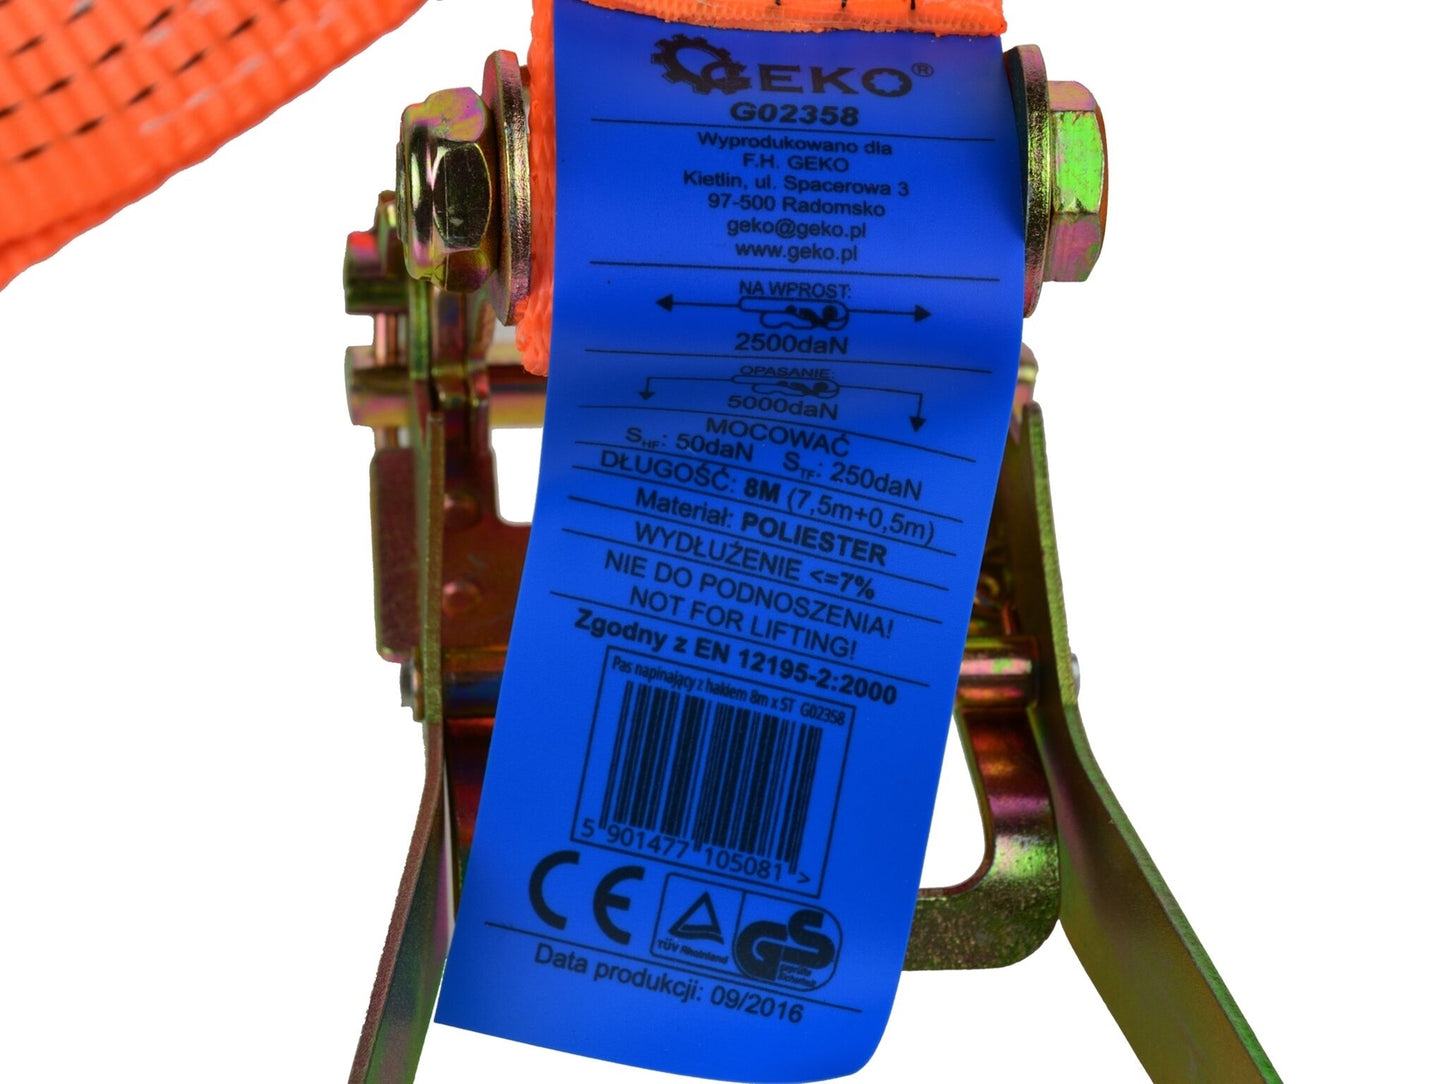 GEKO®
G02358
Wyprodukowano dla
F.H. GEKO
Kietlin, ul. Spacerowa 3
97-500 Radomsko
geko@geko.pl
www.geko.pl
NA WPROST:
2500daN
OPASANIE:
5000daN
MOCOWAĆ
SHF: 50daN STF: 250daN
DŁUGOŚĆ: 8M (7,5m+0,5m)
Materiał: POLIESTER
WYDŁUŻENIE <=7%
NIE DO PODNOSZENIA!
NOT FOR LIFTING!
Zgodny z EN 12195-2:2000
Pas napinający z hakiem 8m x 5T G02358
5 901477 105081 >
CE
TÜV Rheinland
GS
geprüfte
Sicherheit
Data produkcji: 09/2016